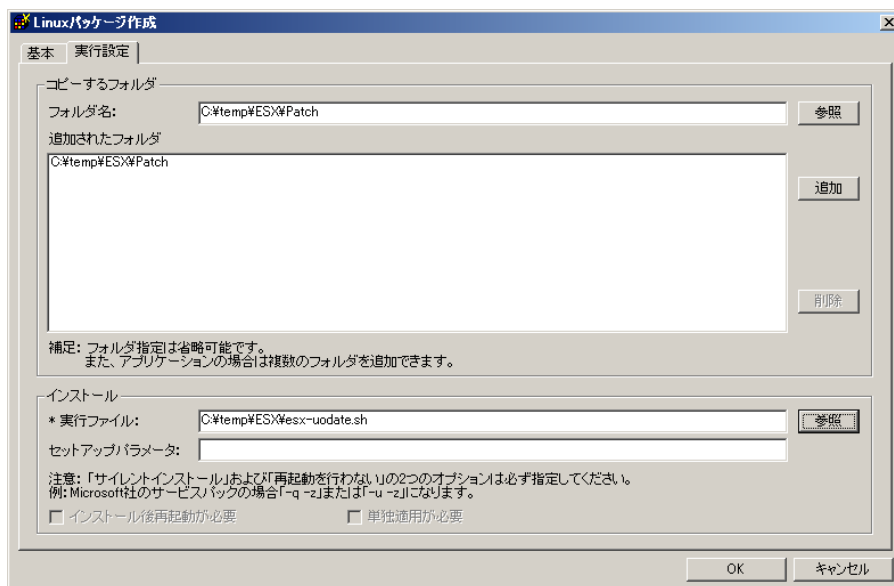 Linuxパッケージ作成
基本 実行設定
コピーするフォルダ
フォルダ名: C:¥temp¥ESX¥Patch 参照
追加されたフォルダ
C:¥temp¥ESX¥Patch
追加
削除
補足: フォルダ指定は省略可能です。
また、アプリケーションの場合は複数のフォルダを追加できます。
インストール
* 実行ファイル: C:¥temp¥ESX¥esx-uodate.sh 参照
セットアップパラメータ:
注意: 「サイレントインストール」および「再起動を行わない」の2つのオプションは必ず指定してください。
例: Microsoft社のサービスパックの場合「-q -z」または「-u -z」になります。
インストール後再起動が必要 単独適用が必要
OK キャンセル